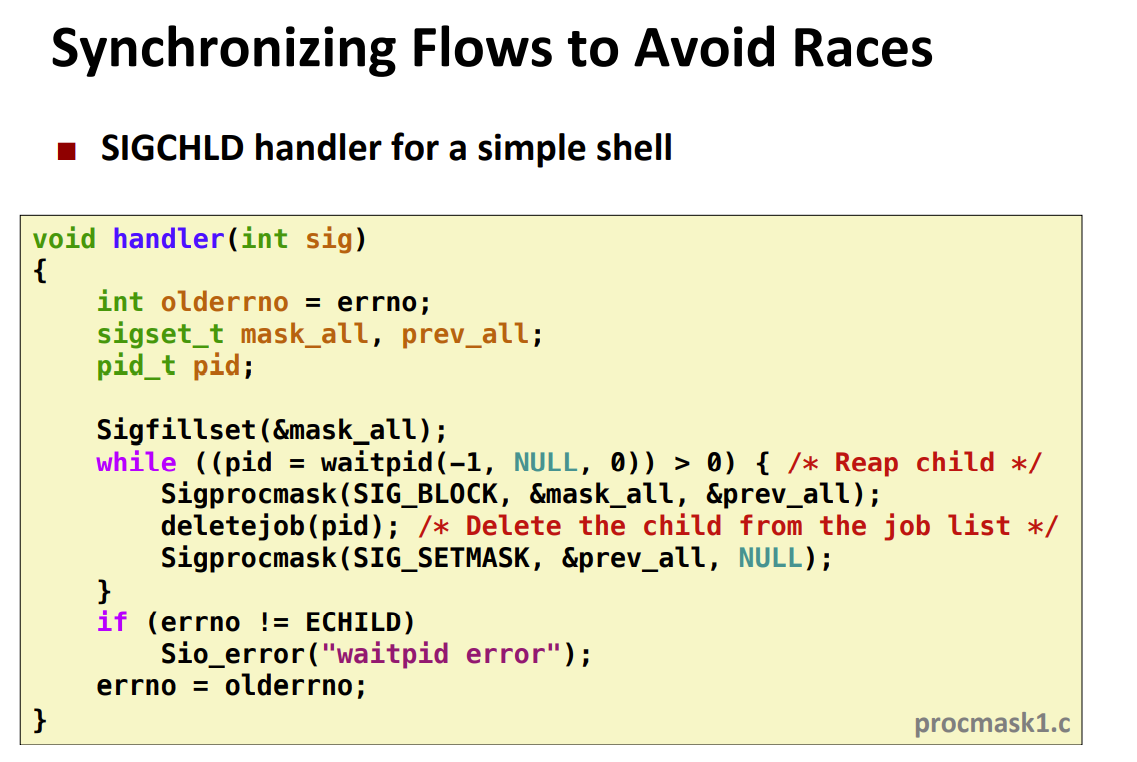 Synchronizing Flows to Avoid Races
■ SIGCHLD handler for a simple shell
void handler(int sig)
{
    int olderrno = errno;
    sigset_t mask_all, prev_all;
    pid_t pid;

    Sigfillset(&mask_all);
    while ((pid = waitpid(-1, NULL, 0)) > 0) { /* Reap child */
        Sigprocmask(SIG_BLOCK, &mask_all, &prev_all);
        deletejob(pid); /* Delete the child from the job list */
        Sigprocmask(SIG_SETMASK, &prev_all, NULL);
    }
    if (errno != ECHILD)
        Sio_error("waitpid error");
    errno = olderrno;
}
procmask1.c